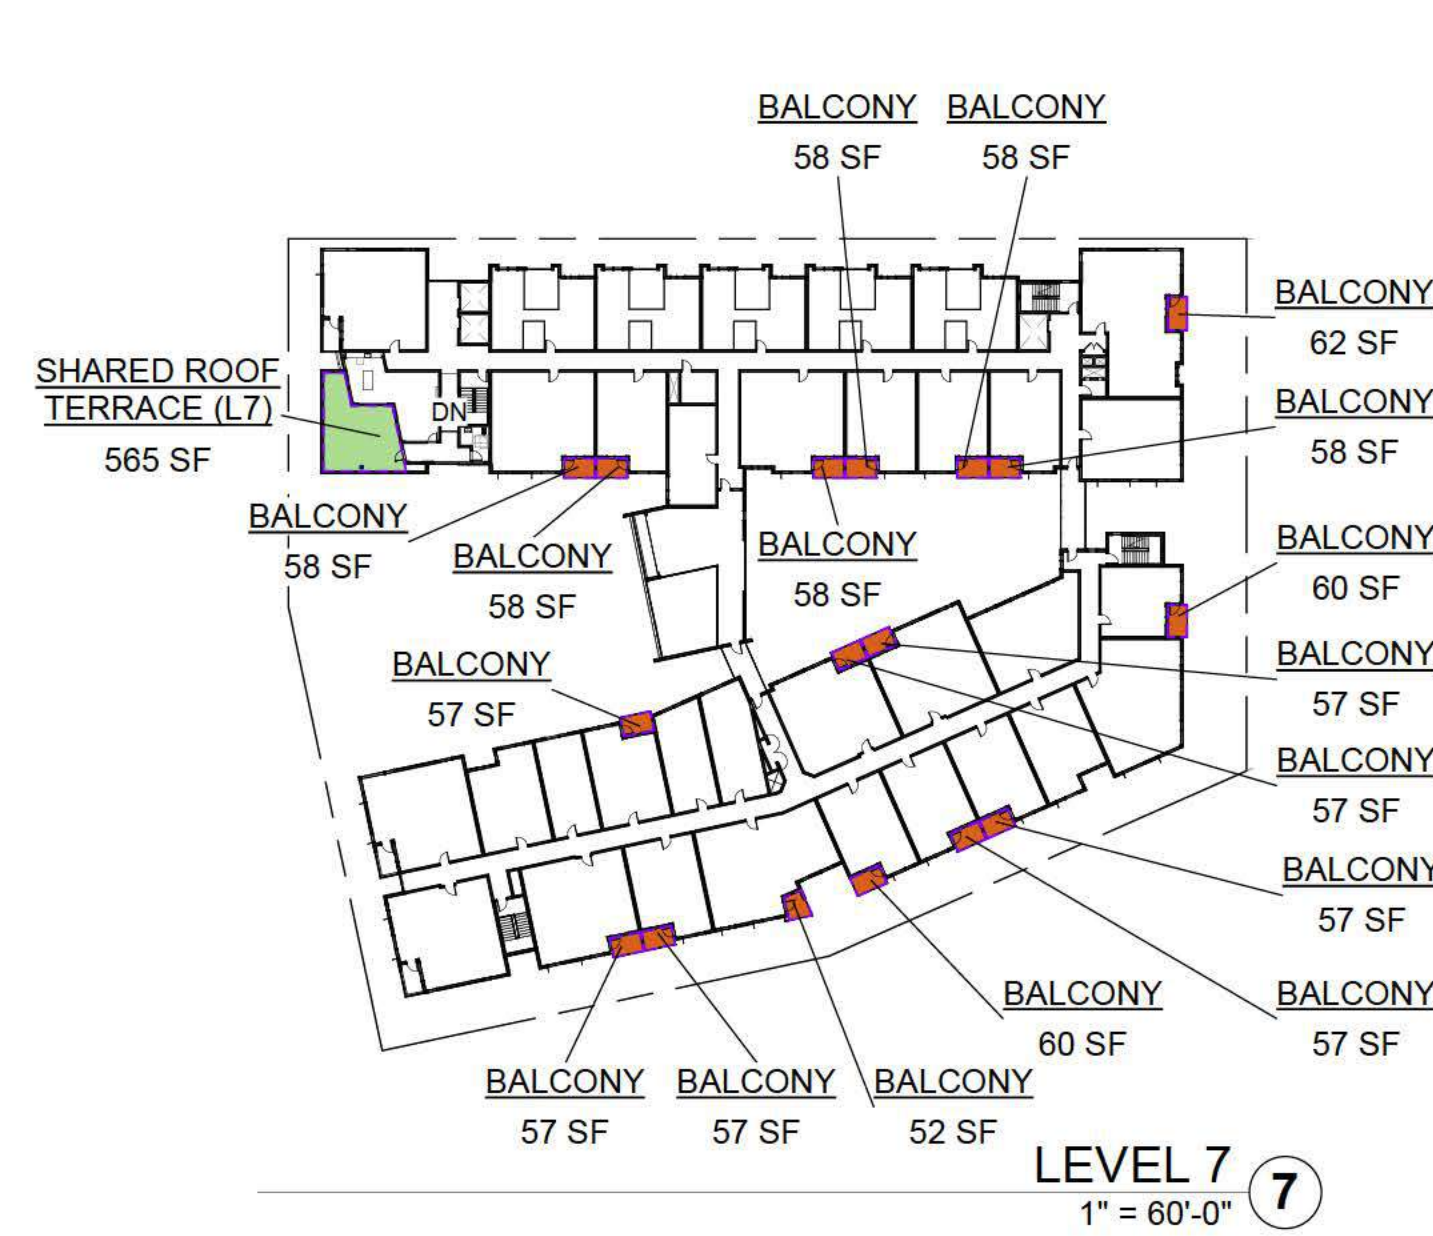 BALCONY
58 SF
BALCONY
58 SF
BALCONY
62 SF
SHARED ROOF
TERRACE (L7)
565 SF
BALCONY
58 SF
DN
BALCONY
58 SF
BALCONY
58 SF
BALCONY
58 SF
BALCONY
60 SF
BALCONY
57 SF
BALCONY
57 SF
BALCONY
57 SF
BALCONY
57 SF
BALCONY
57 SF
BALCONY
60 SF
BALCONY
57 SF
BALCONY
57 SF
BALCONY
52 SF
LEVEL 7
7
1" = 60'-0"